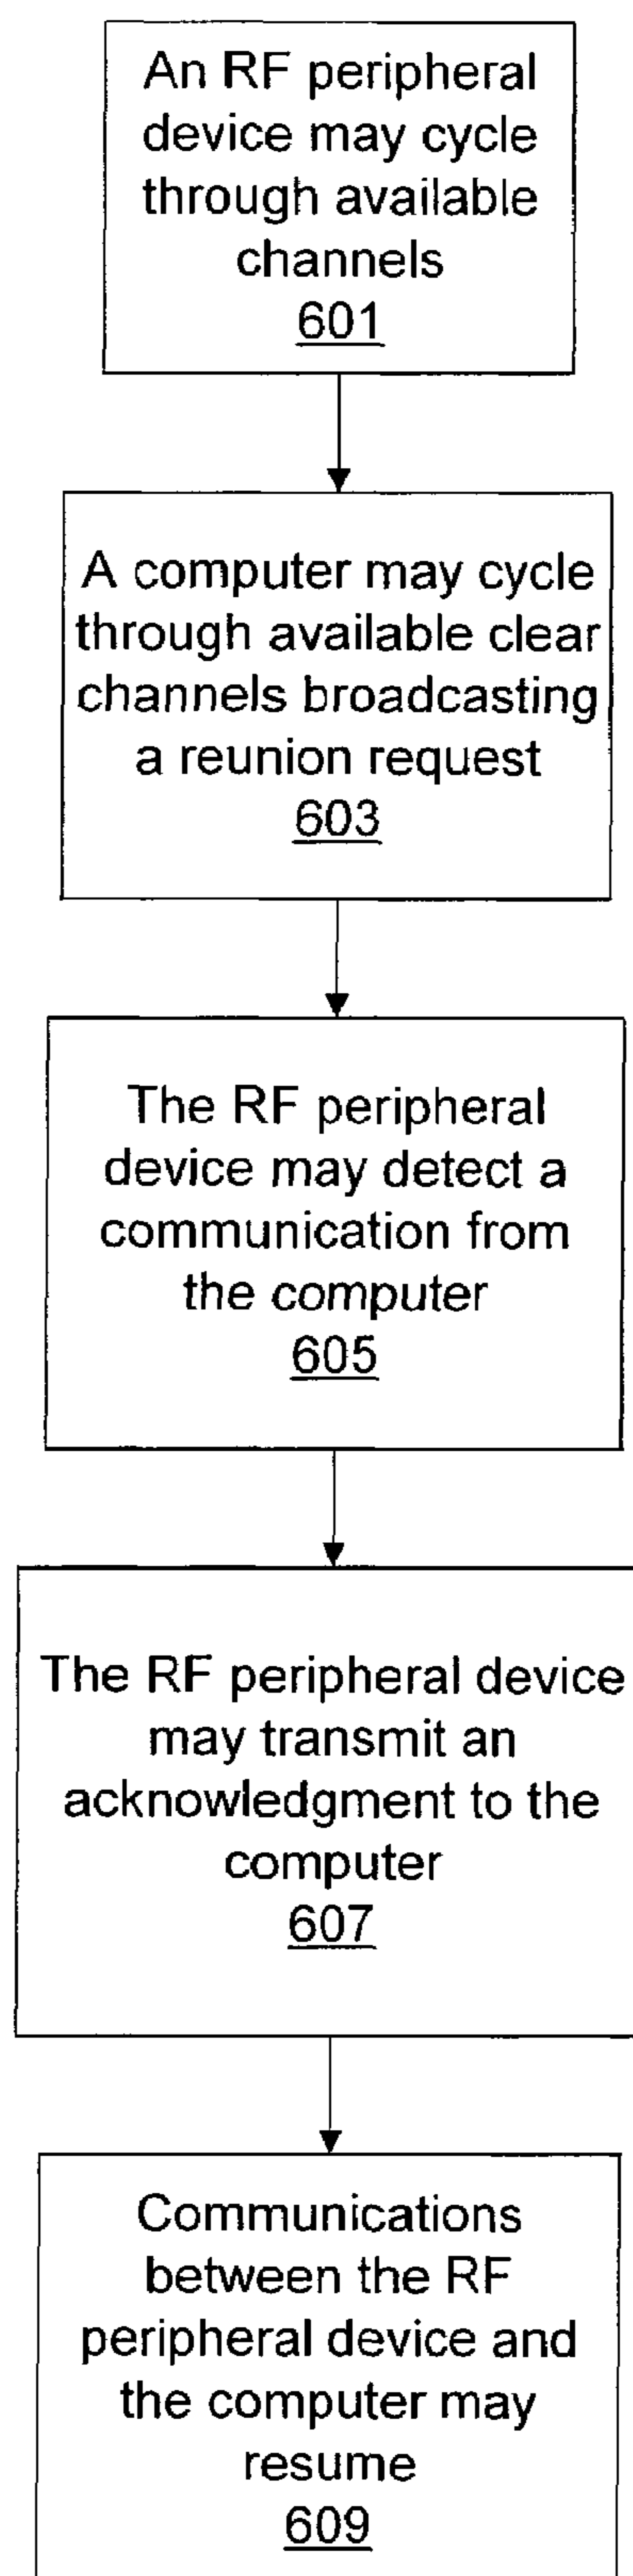 An RF peripheral
device may cycle
through available
channels
601
A computer may cycle
through available clear
channels broadcasting
a reunion request
603
The RF peripheral
device may detect a
communication from
the computer
605
The RF peripheral device
may transmit an
acknowledgment to the
computer
607
Communications
between the RF
peripheral device and
the computer may
resume
609